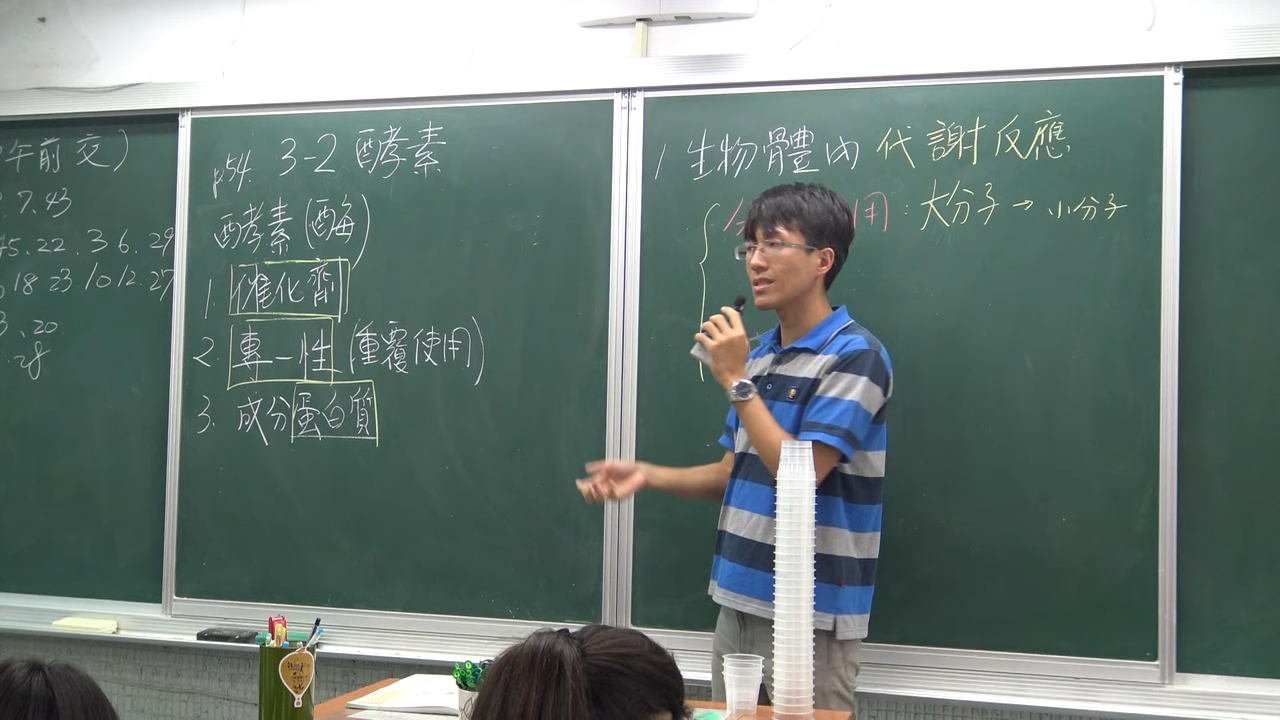 午前交)
7.43
45.22.36.29
18 23 10 12.27
3、20
28
p54. 3-2 酵素
酵素(酶)
1. 催化劑
2. 專一性(重覆使用)
3. 成分蛋白質
1 生物體內代謝反應
用:大分子→小分子